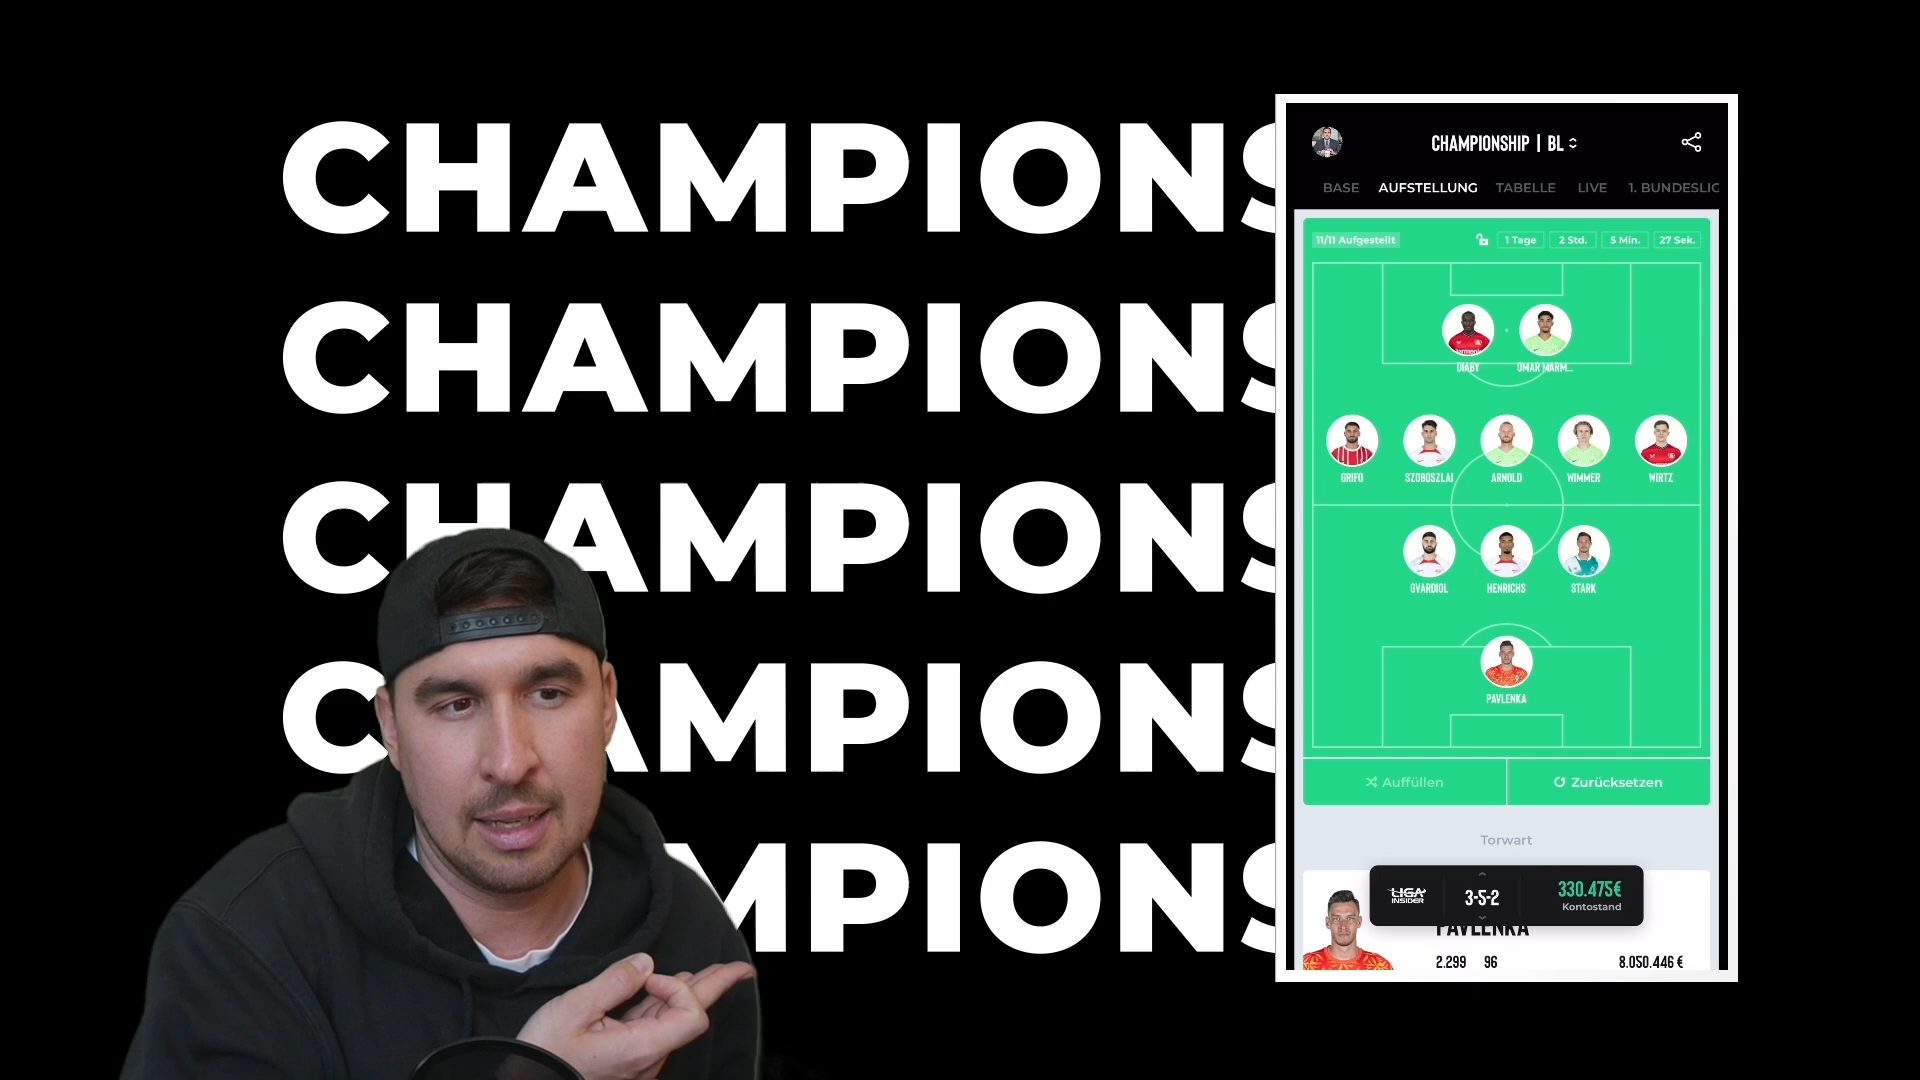 CHAMPIONS
CHAMPIONS
CHAMPIONS
CHAMPIONS
CHAMPIONS
CHAMPIONSHIP | BL
BASE AUFSTELLUNG TABELLE LIVE 1. BUNDESLIG
11/11 Aufgestellt 1 Tage 2 Std. 5 Min. 27 Sek.
DIABY OMAR MARM...
GRIFO SZOBOSZLAI ARNOLD WIMMER WIRTZ
GVARDIOL HENRICHS STARK
PAVLENKA
Auffüllen Zurücksetzen
Torwart
LIGA INSIDER 3-5-2 330.475€
Kontostand
PAVLENKA
2.299 96 8.050.446 €